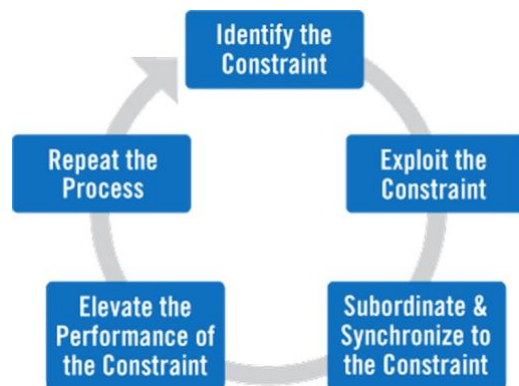 Identify the
Constraint
Exploit the
Constraint
Subordinate &
Synchronize to
the Constraint
Elevate the
Performance of
the Constraint
Repeat the
Process